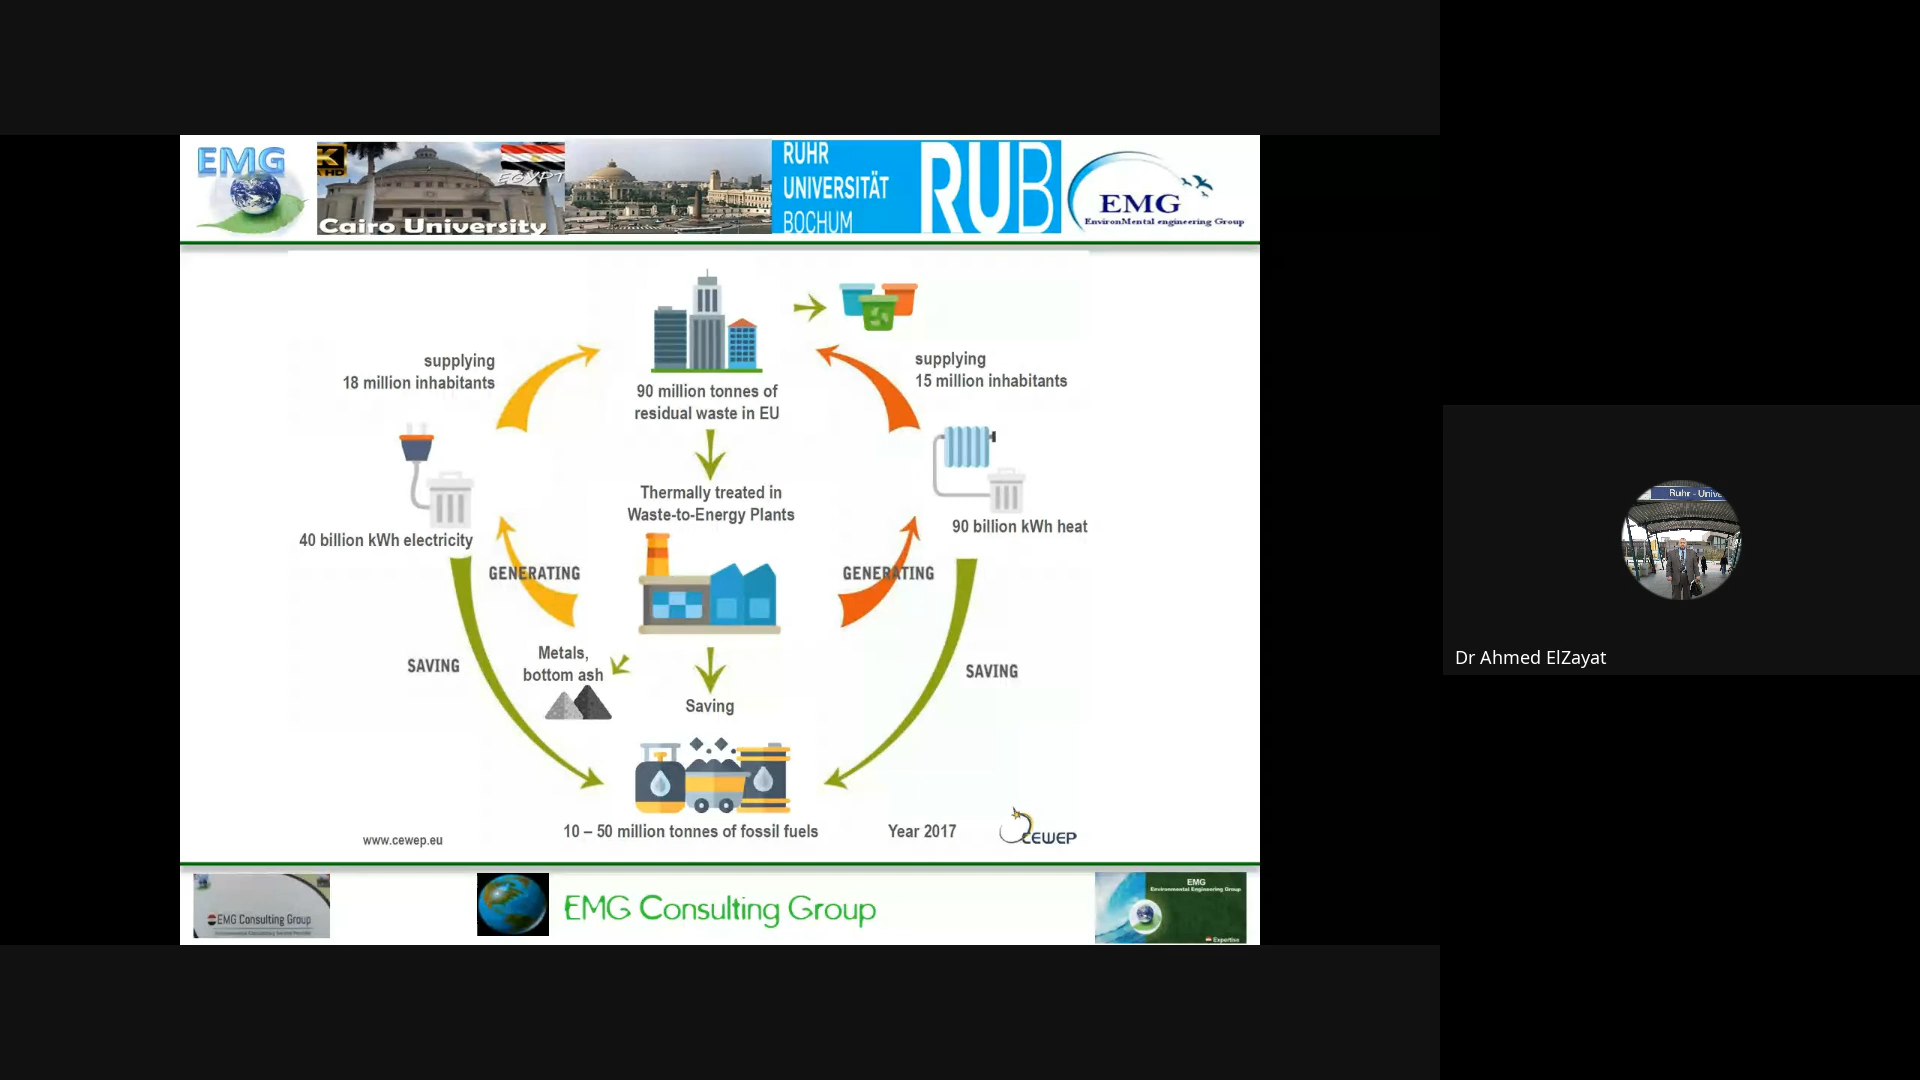 EMG
K
HD
EGYPT
Cairo University
RUHR
UNIVERSITÄT
BOCHUM
RUB
EMG
EnvironMental engineering Group
supplying
18 million inhabitants
90 million tonnes of
residual waste in EU
supplying
15 million inhabitants
Thermally treated in
Waste-to-Energy Plants
40 billion kWh electricity
90 billion kWh heat
GENERATING
GENERATING
SAVING
Metals,
bottom ash
SAVING
Saving
10 – 50 million tonnes of fossil fuels
Year 2017
www.cewep.eu
CEWEP
EMG Consulting Group
EMG Consulting Group
EMG
Environmental Engineering Group
Expertise
Ruhr - Unive
Dr Ahmed ElZayat